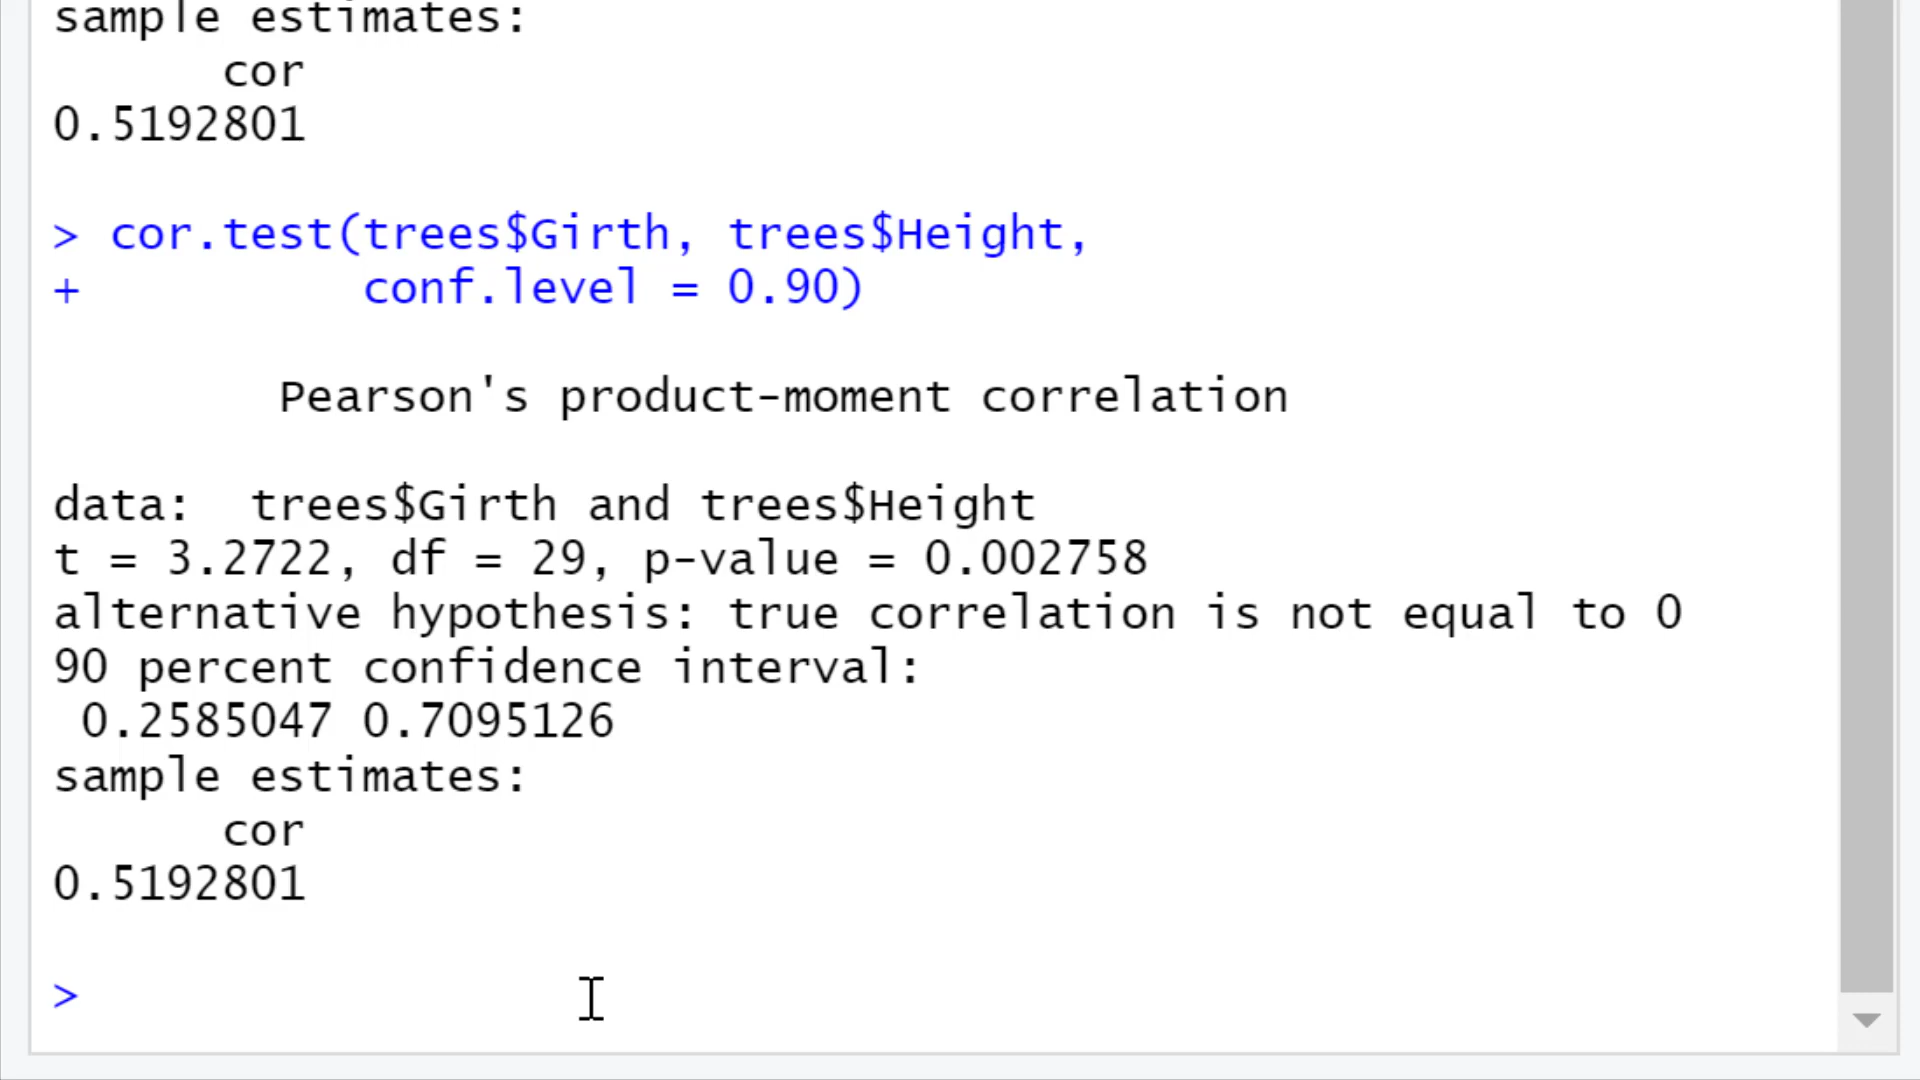 sample estimates:
cor
0.5192801
> cor.test(trees$Girth, trees$Height,
+ conf.level = 0.90)
Pearson's product-moment correlation
data: trees$Girth and trees$Height
t = 3.2722, df = 29, p-value = 0.002758
alternative hypothesis: true correlation is not equal to 0
90 percent confidence interval:
0.2585047 0.7095126
sample estimates:
cor
0.5192801
>